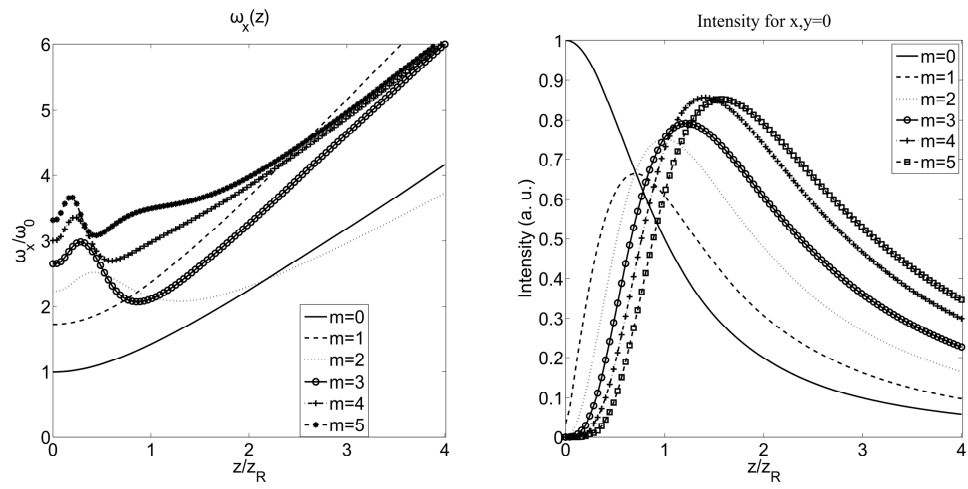 ω_x(z)
6
5
4
3
2
1
0
ω_x/ω_0
0 1 2 3 4
z/z_R
m=0
m=1
m=2
m=3
m=4
m=5
Intensity for x,y=0
1
0.9
0.8
0.7
0.6
0.5
0.4
0.3
0.2
0.1
0
Intensity (a. u.)
0 1 2 3 4
z/z_R
m=0
m=1
m=2
m=3
m=4
m=5